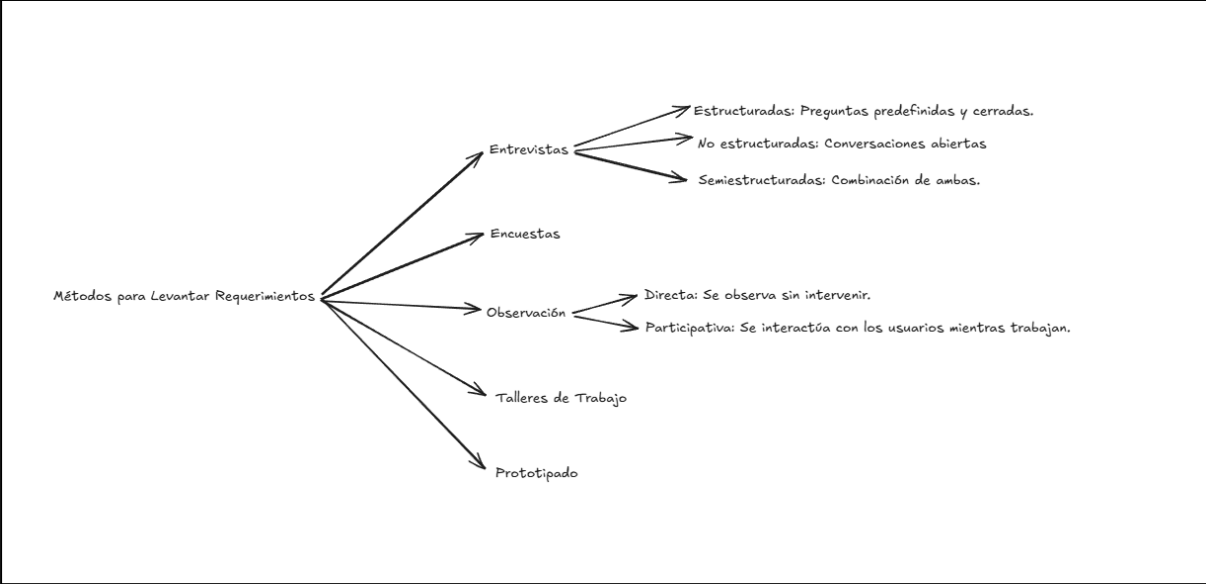 Métodos para Levantar Requerimientos
Entrevistas
Estructuradas: Preguntas predefinidas y cerradas.
No estructuradas: Conversaciones abiertas
Semiestructuradas: Combinación de ambas.
Encuestas
Observación
Directa: Se observa sin intervenir.
Participativa: Se interactúa con los usuarios mientras trabajan.
Talleres de Trabajo
Prototipado